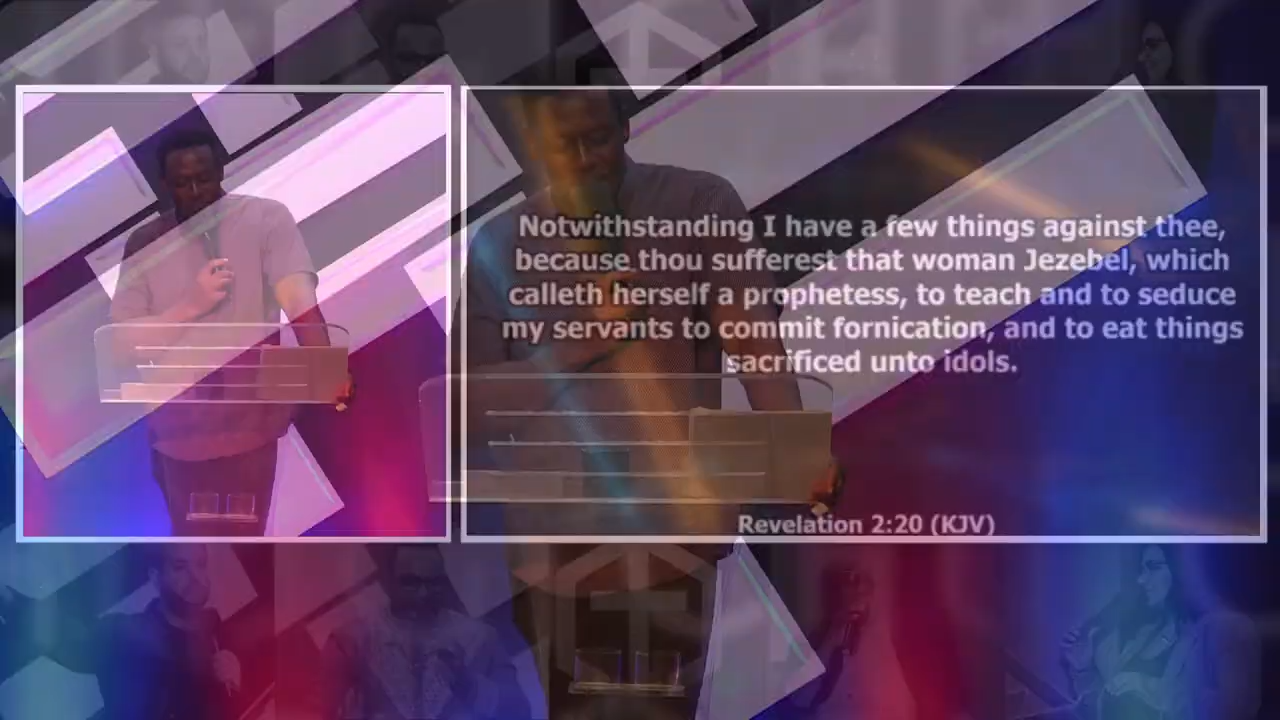 Notwithstanding I have a few things against thee,
because thou sufferest that woman Jezebel, which
calleth herself a prophetess, to teach and to seduce
my servants to commit fornication, and to eat things
sacrificed unto idols.
Revelation 2:20 (KJV)